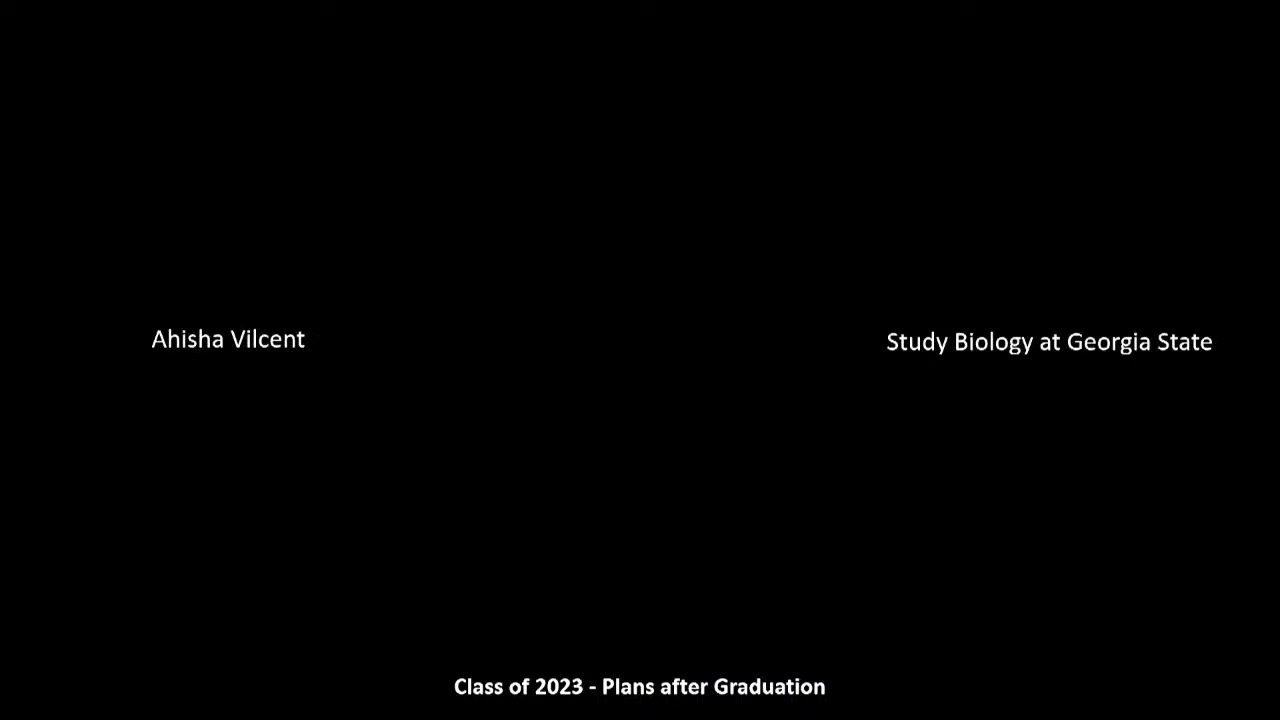 Ahisha Vilcent
Study Biology at Georgia State
Class of 2023 - Plans after Graduation